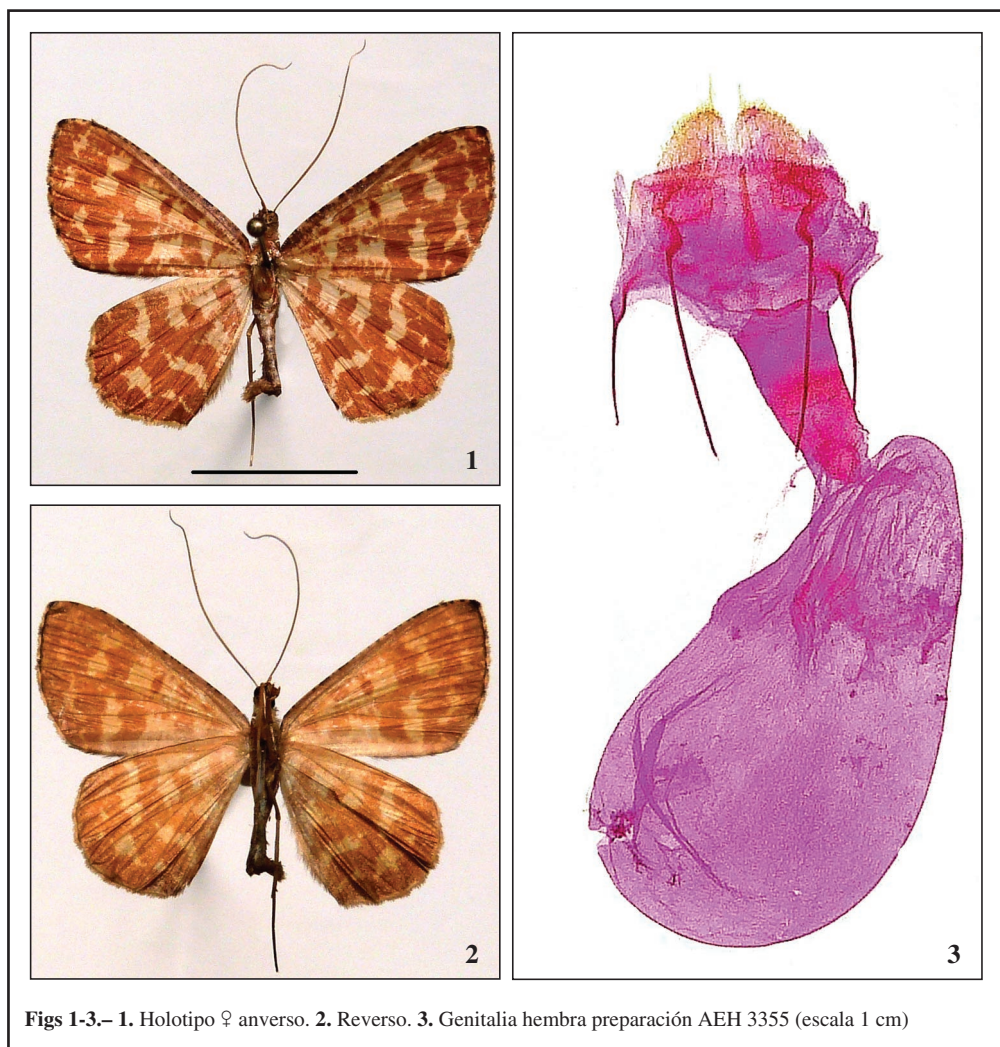 1
2
3
Figs 1-3.– 1. Holotipo ♀ anverso. 2. Reverso. 3. Genitalia hembra preparación AEH 3355 (escala 1 cm)